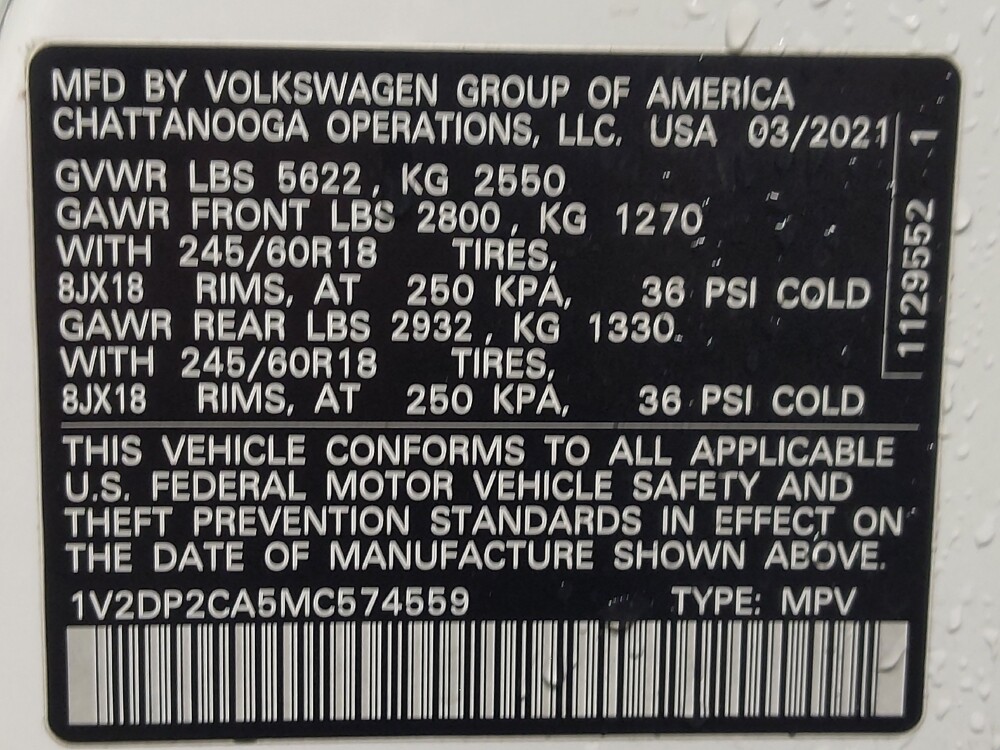 MFD BY VOLKSWAGEN GROUP OF AMERICA
CHATTANOOGA OPERATIONS, LLC. USA 03/2021
GVWR LBS 5622, KG 2550
GAWR FRONT LBS 2800, KG 1270
WITH 245/60R18 TIRES,
8JX18 RIMS, AT 250 KPA, 36 PSI COLD
GAWR REAR LBS 2932, KG 1330.
WITH 245/60R18 TIRES,
8JX18 RIMS, AT 250 KPA, 36 PSI COLD
1129552 1
THIS VEHICLE CONFORMS TO ALL APPLICABLE
U.S. FEDERAL MOTOR VEHICLE SAFETY AND
THEFT PREVENTION STANDARDS IN EFFECT ON
THE DATE OF MANUFACTURE SHOWN ABOVE.
1V2DP2CA5MC574559 TYPE: MPV